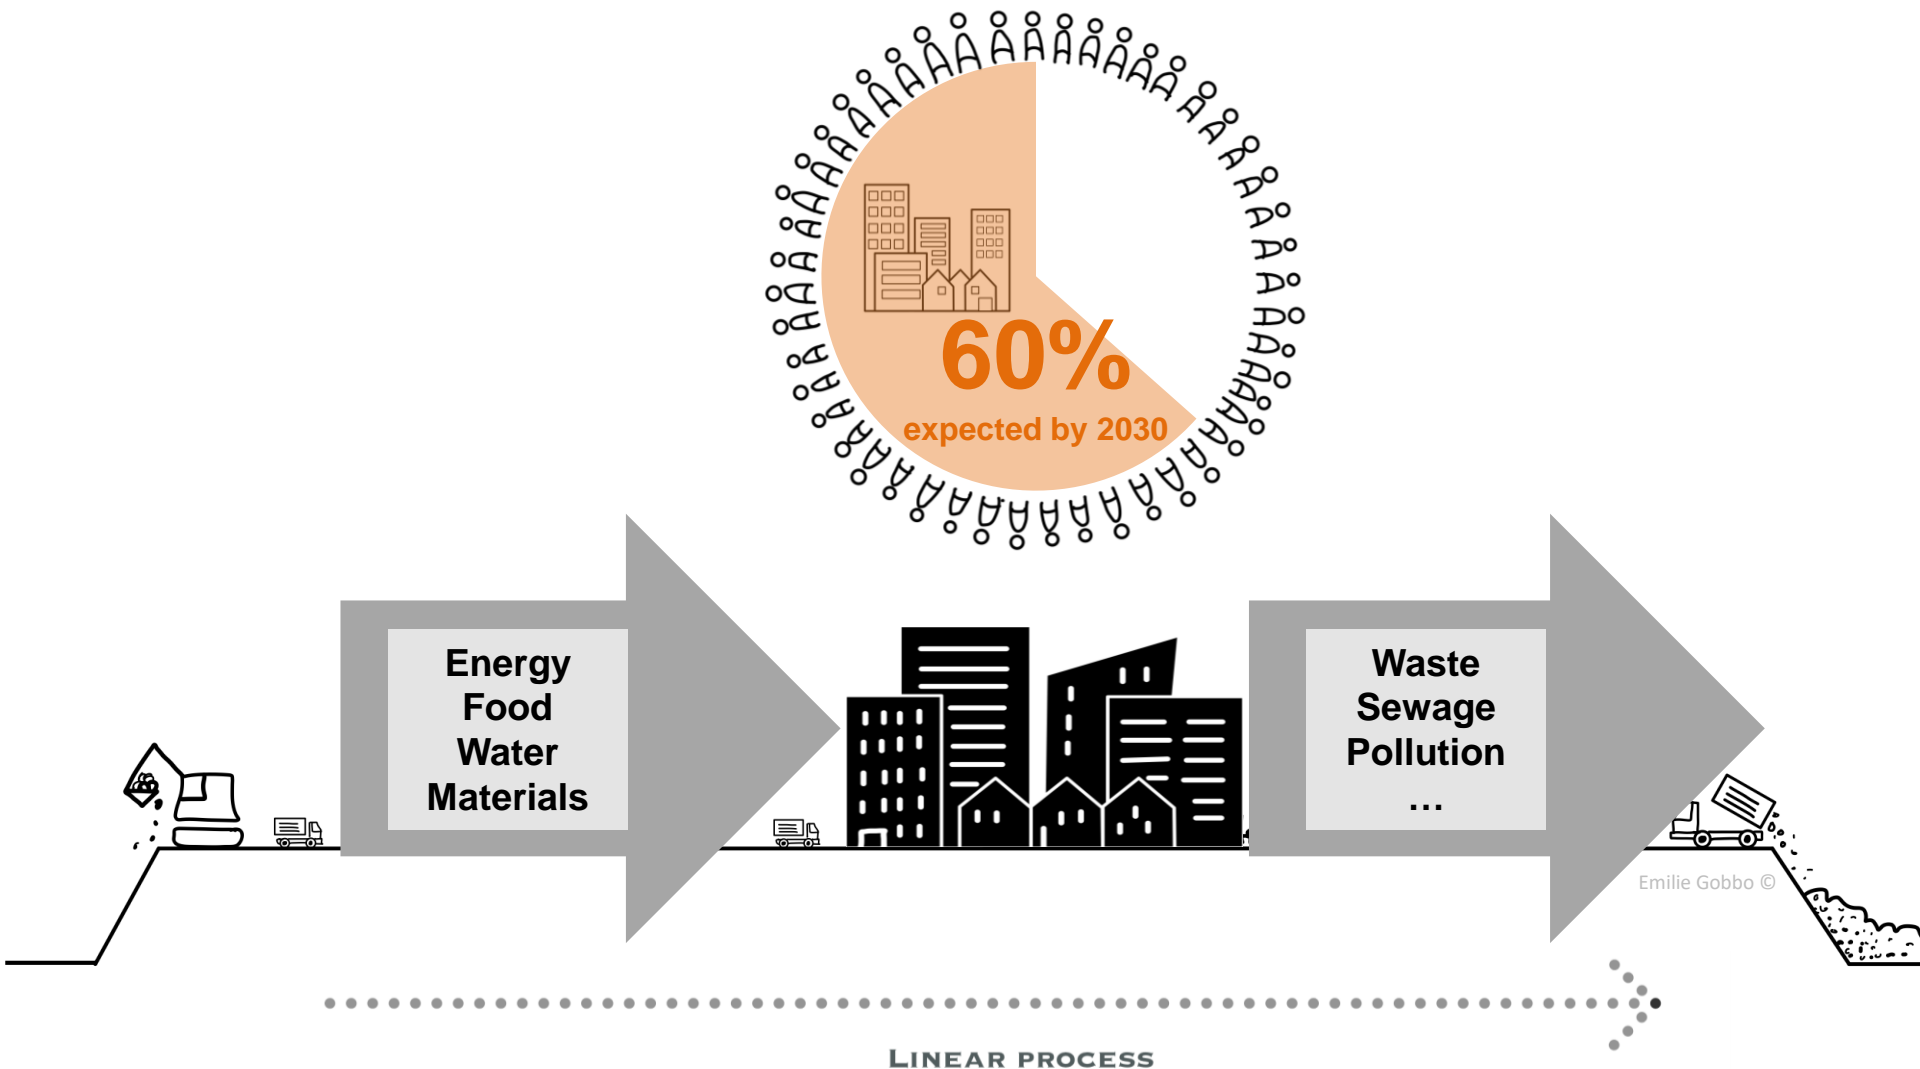 60%
expected by 2030
Energy
Food
Water
Materials
Waste
Sewage
Pollution
...
Emilie Gobbo ©
LINEAR PROCESS